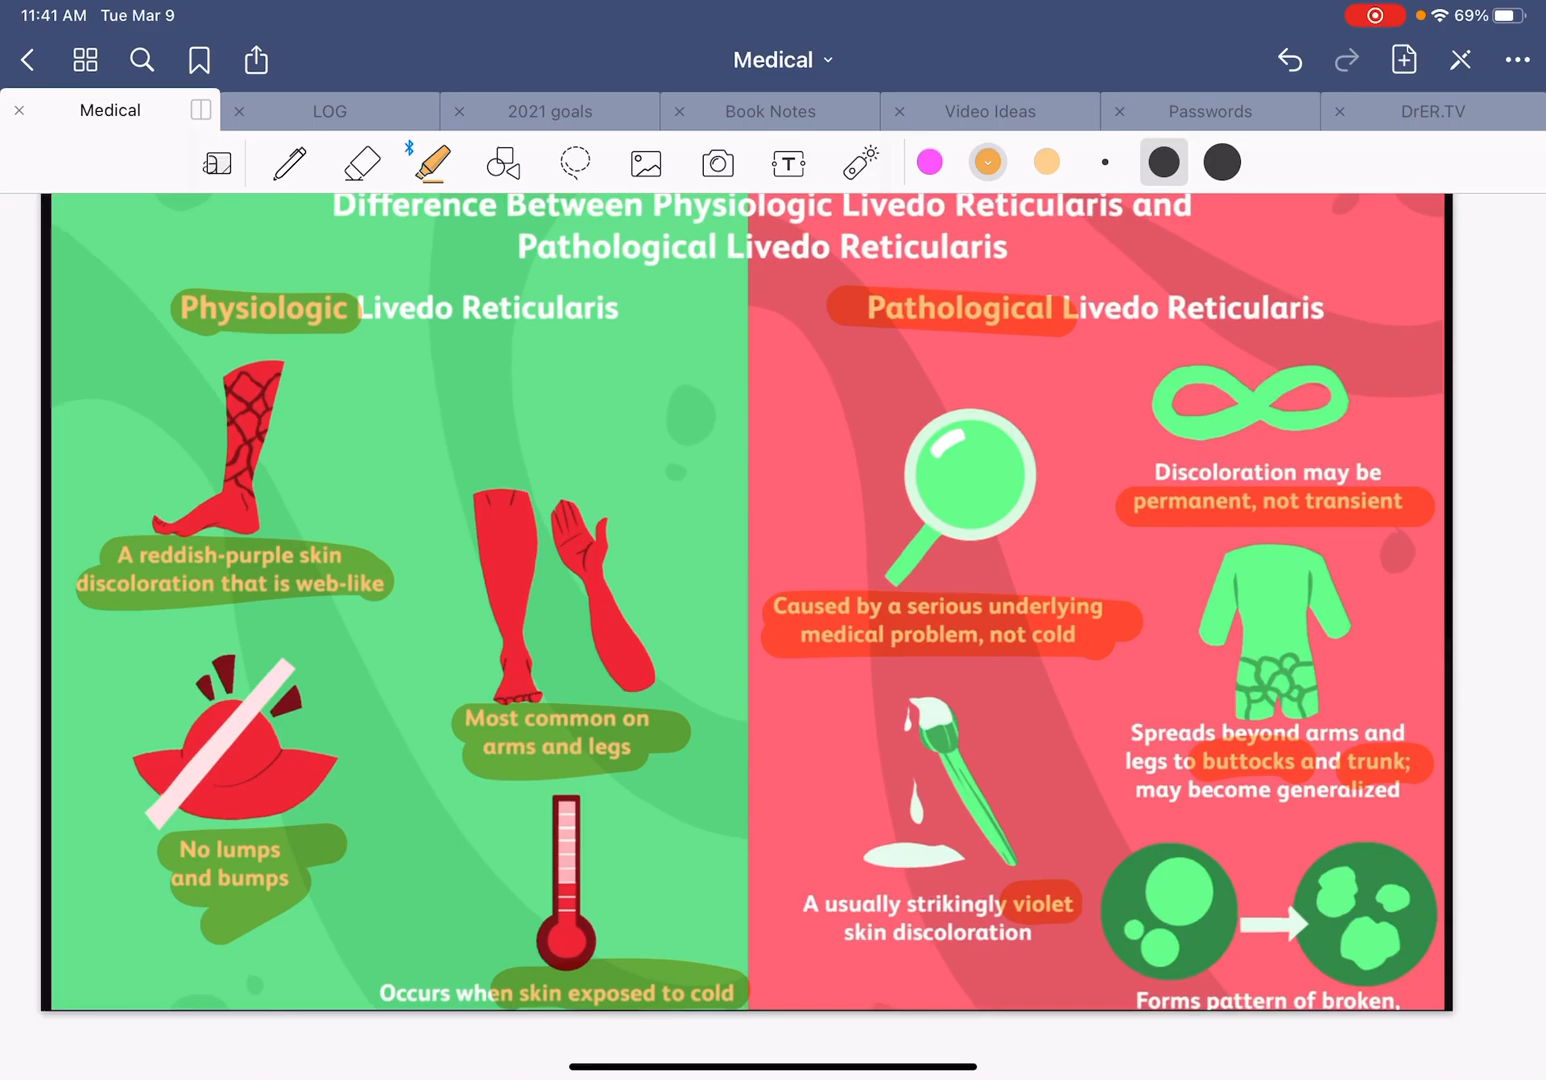 11:41 AM Tue Mar 9
69%
Medical
Medical
LOG
2021 goals
Book Notes
Video Ideas
Passwords
DrER.TV
Difference Between Physiologic Livedo Reticularis and
Pathological Livedo Reticularis
Physiologic Livedo Reticularis
A reddish-purple skin
discoloration that is web-like
Most common on
arms and legs
No lumps
and bumps
Occurs when skin exposed to cold
Pathological Livedo Reticularis
Discoloration may be
permanent, not transient
Caused by a serious underlying
medical problem, not cold
Spreads beyond arms and
legs to buttocks and trunk;
may become generalized
A usually strikingly violet
skin discoloration
Forms pattern of broken,